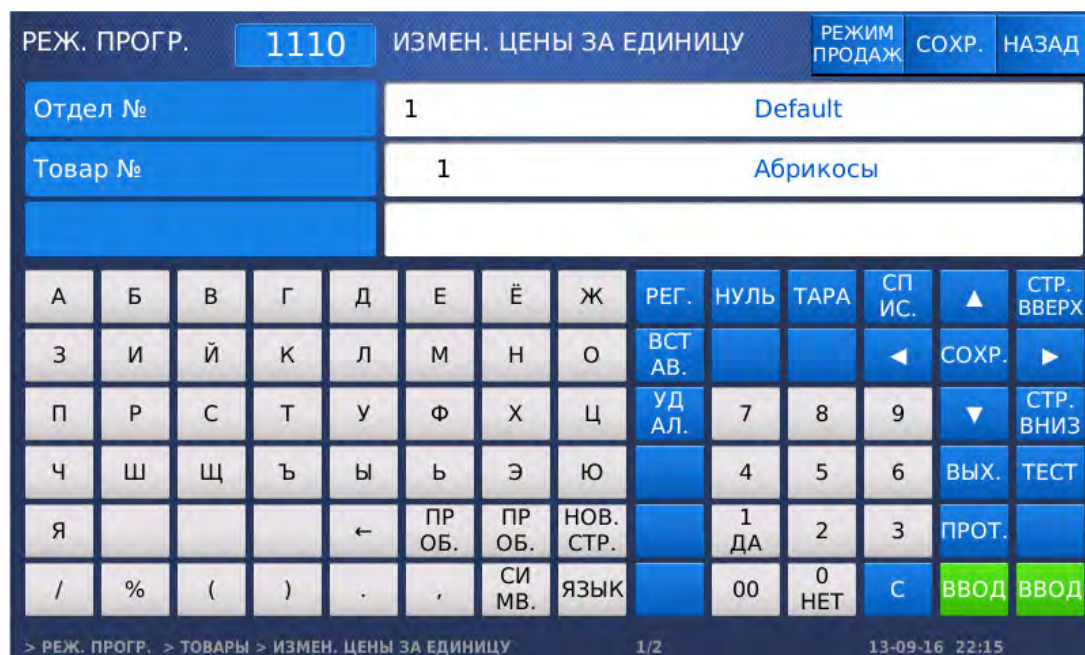 РЕЖ. ПРОГР. 1110 ИЗМЕН. ЦЕНЫ ЗА ЕДИНИЦУ РЕЖИМ ПРОДАЖ СОХР. НАЗАД
Отдел № 1 Default
Товар № 1 Абрикосы
А Б В Г Д Е Ё Ж РЕГ. НУЛЬ ТАРА СП ИС. ▲ СТР. ВВЕРХ
З И Й К Л М Н О ВСТ АВ. ◀ СОХР. ▶
П Р С Т У Ф Х Ц УД АЛ. 7 8 9 ▼ СТР. ВНИЗ
Ч Ш Щ Ъ Ы Ь Э Ю 4 5 6 ВЫХ. ТЕСТ
Я ← ПР ОБ. ПР ОБ. НОВ. СТР. 1 ДА 2 3 ПРОТ.
/ % ( ) . , СИ МВ. ЯЗЫК 00 0 НЕТ C ВВОД ВВОД
> РЕЖ. ПРОГР. > ТОВАРЫ > ИЗМЕН. ЦЕНЫ ЗА ЕДИНИЦУ 1/2 13-09-16 22:15